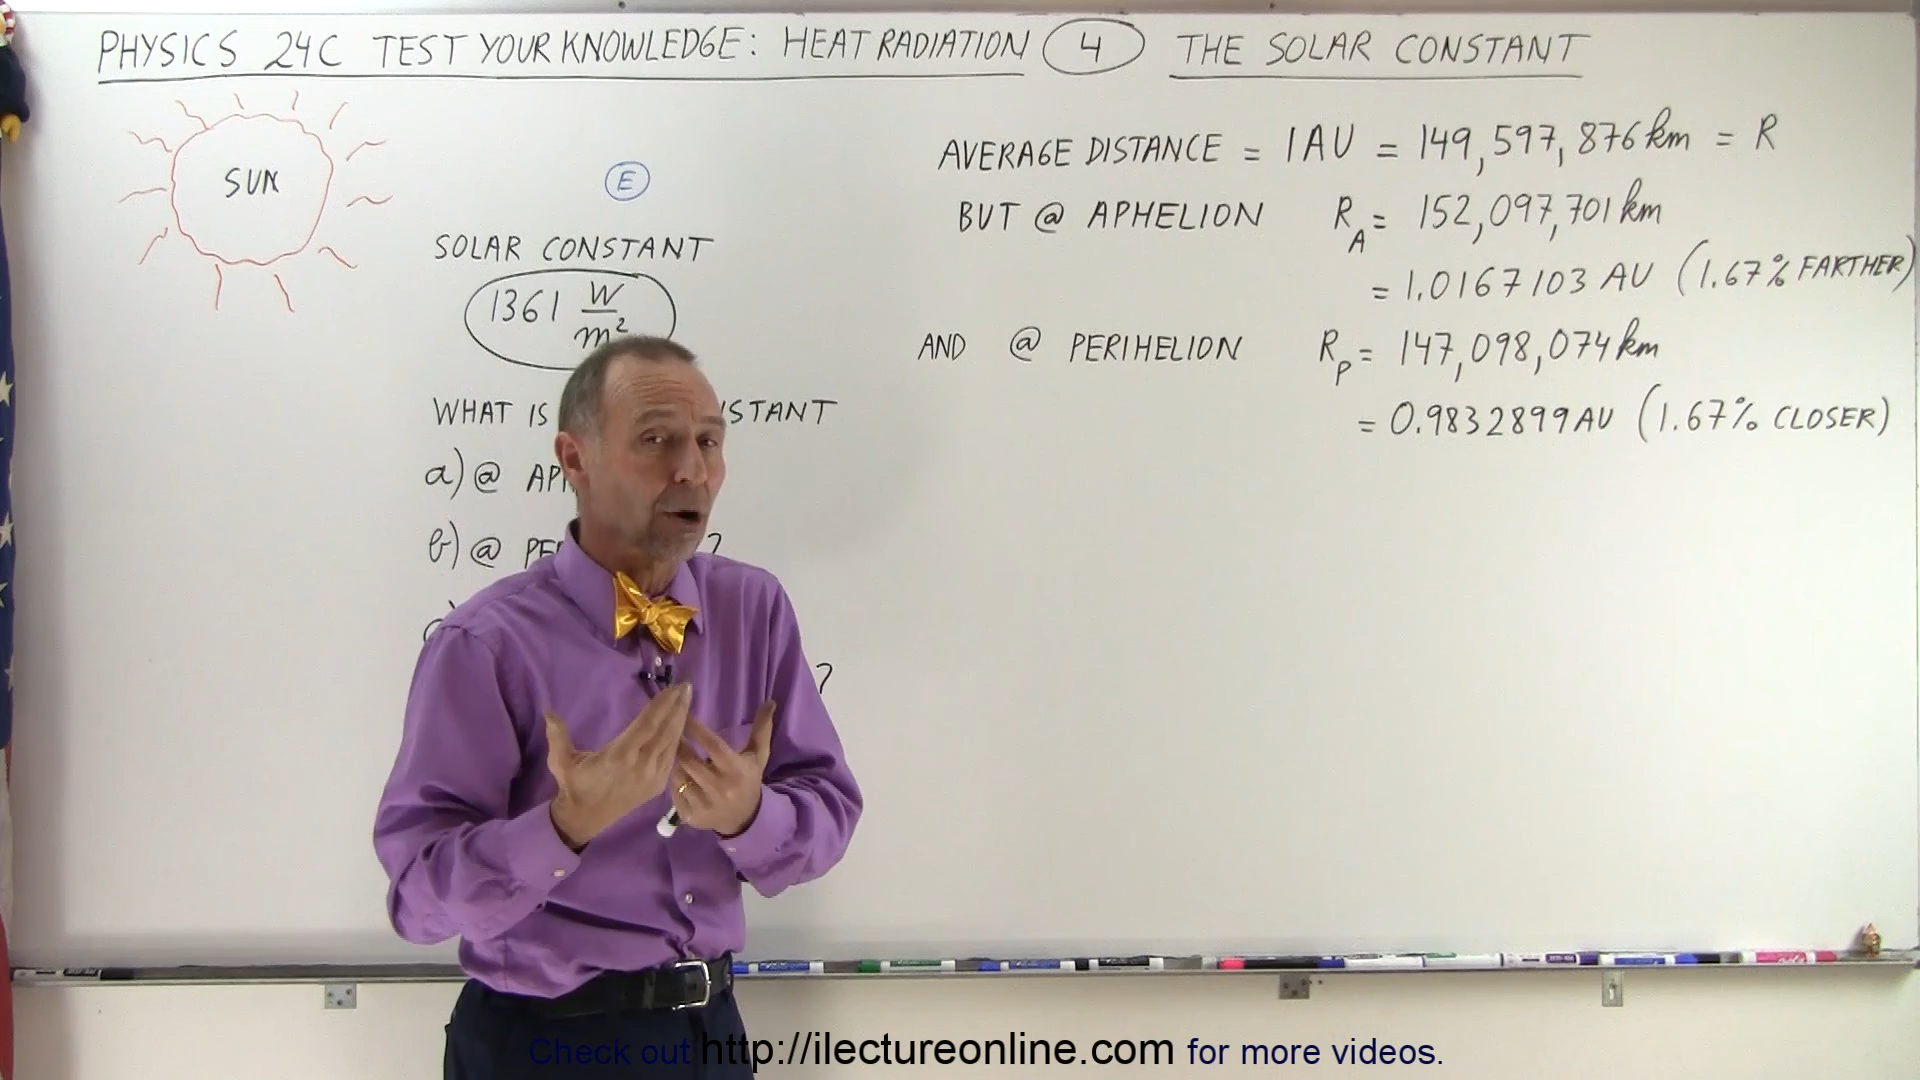 PHYSICS 24C TEST YOUR KNOWLEDGE: HEAT RADIATION 4 THE SOLAR CONSTANT
SUN
E
SOLAR CONSTANT
1361 W/m²
WHAT IS
a) @
b) @ ?
?
AVERAGE DISTANCE = 1AU = 149,597,876 km = R
BUT @ APHELION R_A = 152,097,701 km
= 1.0167103 AU (1.67% FARTHER)
AND @ PERIHELION R_P = 147,098,074 km
= 0.9832899 AU (1.67% CLOSER)
Check out http://ilectureonline.com for more videos.